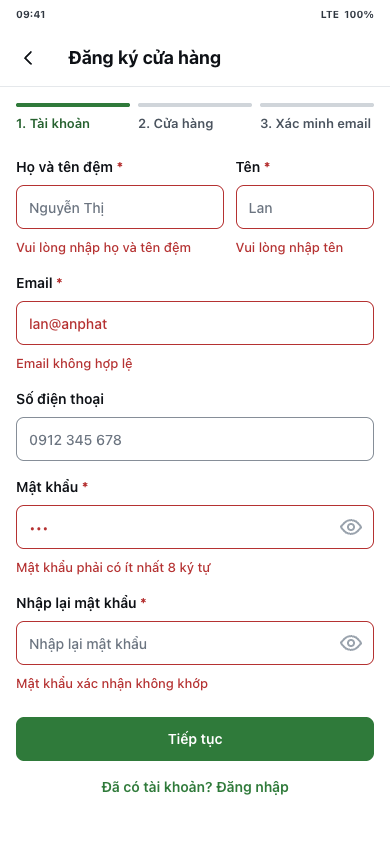 09:41 LTE 100%
Đăng ký cửa hàng
1. Tài khoản 2. Cửa hàng 3. Xác minh email
Họ và tên đệm * Tên *
Nguyễn Thị Lan
Vui lòng nhập họ và tên đệm Vui lòng nhập tên
Email *
lan@anphat
Email không hợp lệ
Số điện thoại
0912 345 678
Mật khẩu *
•••
Mật khẩu phải có ít nhất 8 ký tự
Nhập lại mật khẩu *
Nhập lại mật khẩu
Mật khẩu xác nhận không khớp
Tiếp tục
Đã có tài khoản? Đăng nhập